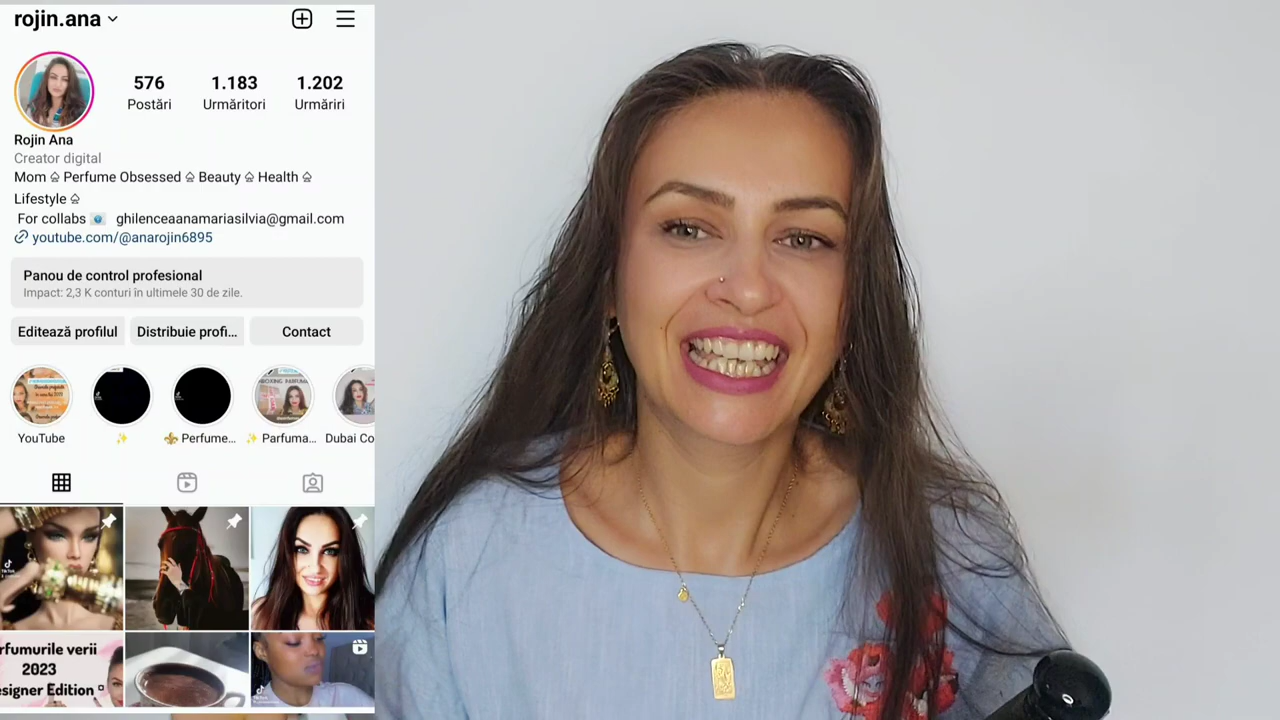 rojin.ana
576
1.183
1.202
Postări
Urmăritori
Urmăriri
Rojin Ana
Creator digital
Mom Perfume Obsessed Beauty Health
Lifestyle
For collabs ghilenceaanamariasilvia@gmail.com
youtube.com/@anarojin6895
Panou de control profesional
Impact: 2,3 K conturi în ultimele 30 de zile.
Editează profilul
Distribuie profi...
Contact
YouTube
Perfume...
Parfuma...
Dubai Co
rfumurile verii
2023
esigner Edition